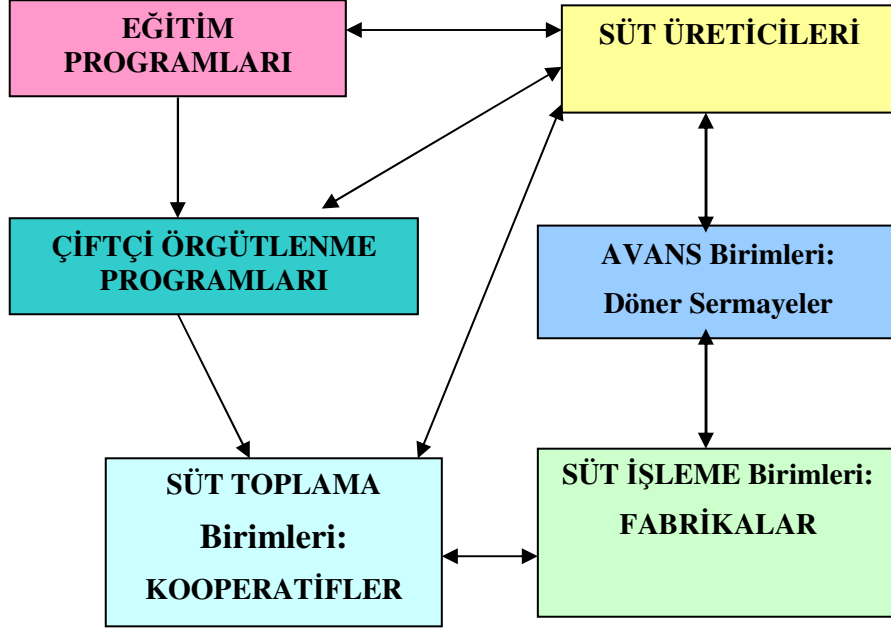 EĞİTİM
PROGRAMLARI
SÜT ÜRETİCİLERİ
ÇİFTÇİ ÖRGÜTLENME
PROGRAMLARI
AVANS Birimleri:
Döner Sermayeler
SÜT TOPLAMA
Birimleri:
KOOPERATİFLER
SÜT İŞLEME Birimleri:
FABRİKALAR